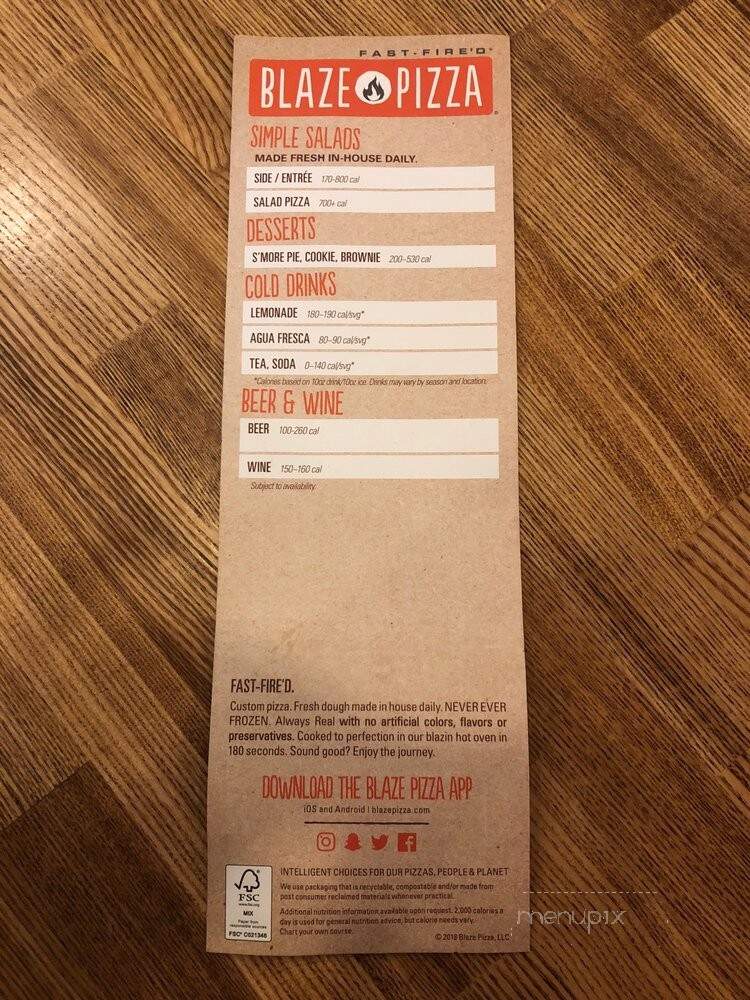 FAST-FIRE'D®
BLAZE PIZZA®
SIMPLE SALADS
MADE FRESH IN-HOUSE DAILY.
SIDE / ENTRÉE 170-800 cal
SALAD PIZZA 700+ cal
DESSERTS
S'MORE PIE, COOKIE, BROWNIE 200-530 cal
COLD DRINKS
LEMONADE 180-190 cal/svg*
AGUA FRESCA 80-90 cal/svg*
TEA, SODA 0-140 cal/svg*
*Calories based on 10oz drink/10oz ice. Drinks may vary by season and location.
BEER & WINE
BEER 100-260 cal
WINE 150-160 cal
Subject to availability.
FAST-FIRE'D.
Custom pizza. Fresh dough made in house daily. NEVER EVER
FROZEN. Always Real with no artificial colors, flavors or
preservatives. Cooked to perfection in our blazin hot oven in
180 seconds. Sound good? Enjoy the journey.
DOWNLOAD THE BLAZE PIZZA APP
iOS and Android | blazepizza.com
INTELLIGENT CHOICES FOR OUR PIZZAS, PEOPLE & PLANET
We use packaging that is recyclable, compostable and/or made from
post consumer reclaimed materials whenever practical.
Additional nutrition information available upon request. 2,000 calories a
day is used for general nutrition advice, but calorie needs vary.
Chart your own course.
© 2018 Blaze Pizza, LLC
FSC
www.fsc.org
MIX
Paper from
responsible sources
FSC® C021348
menupix